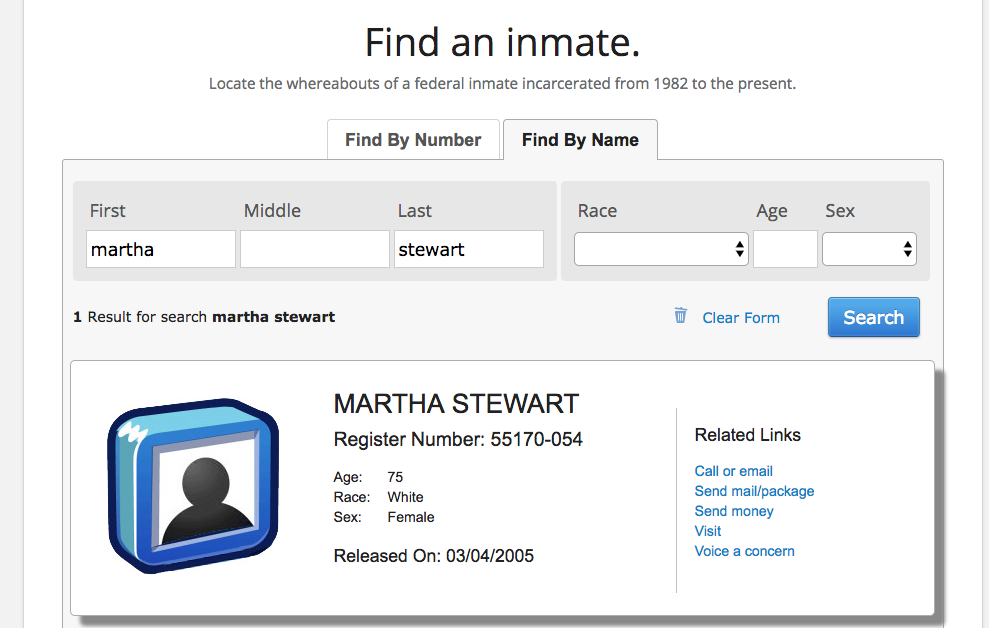 Find an inmate.
Locate the whereabouts of a federal inmate incarcerated from 1982 to the present.
Find By Number
Find By Name
First Middle Last Race Age Sex
martha stewart
1 Result for search martha stewart
Clear Form
Search
MARTHA STEWART
Register Number: 55170-054
Age: 75
Race: White
Sex: Female
Released On: 03/04/2005
Related Links
Call or email
Send mail/package
Send money
Visit
Voice a concern